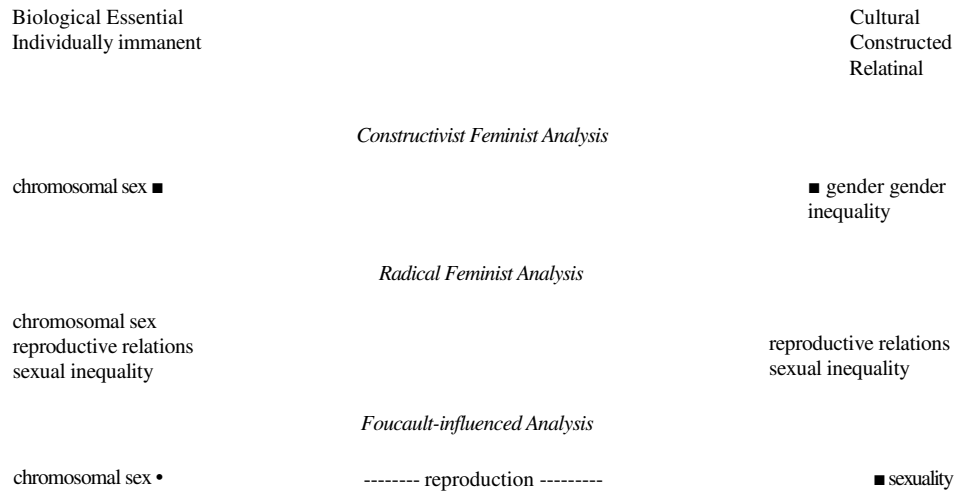 Biological Essential
Individually immanent
Cultural
Constructed
Relatinal
Constructivist Feminist Analysis
chromosomal sex ■
■ gender gender
inequality
Radical Feminist Analysis
chromosomal sex
reproductive relations
sexual inequality
reproductive relations
sexual inequality
Foucault-influenced Analysis
chromosomal sex •
-------- reproduction ---------
■ sexuality